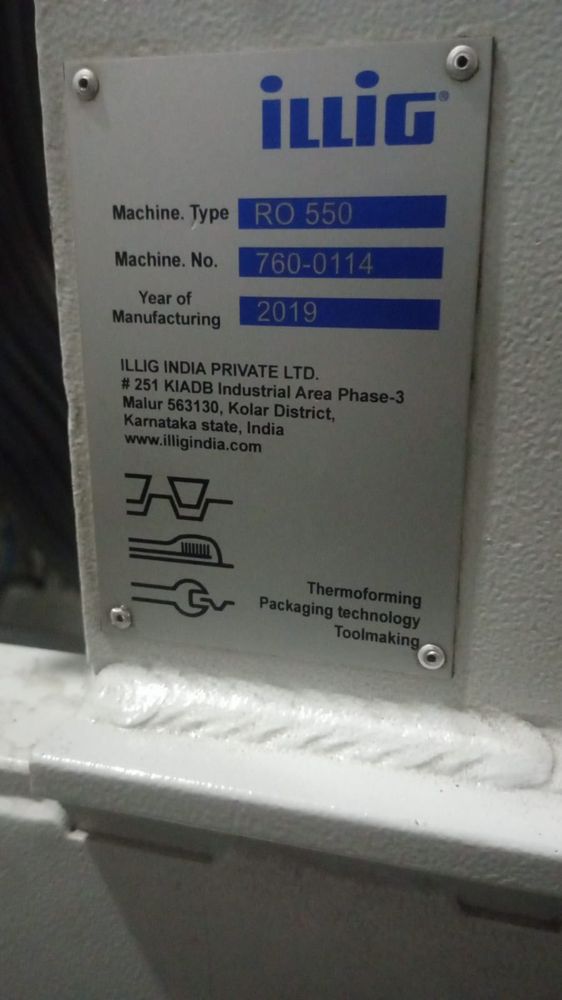 illig®
Machine. Type RO 550
Machine. No. 760-0114
Year of
Manufacturing 2019
ILLIG INDIA PRIVATE LTD.
# 251 KIADB Industrial Area Phase-3
Malur 563130, Kolar District,
Karnataka state, India
www.illigindia.com
Thermoforming
Packaging technology
Toolmaking